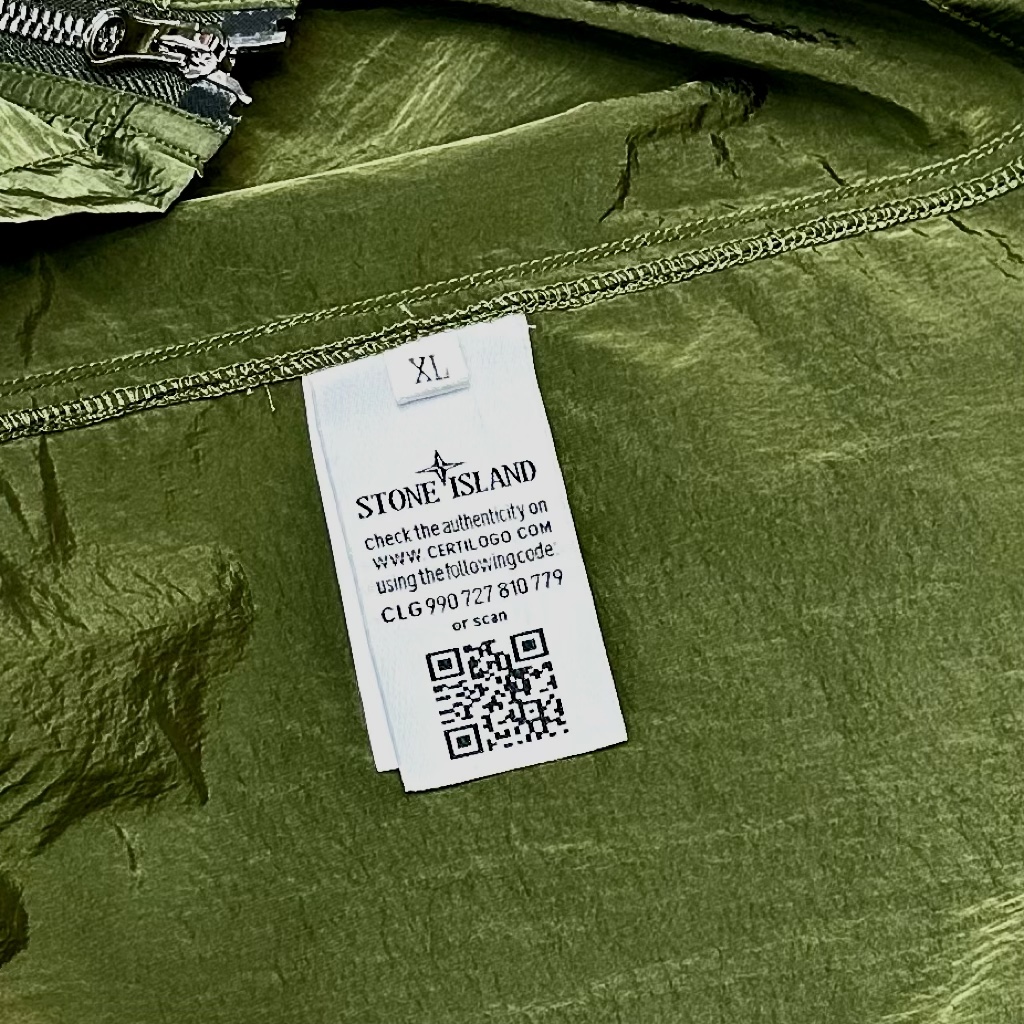 XL
STONE ISLAND
check the authenticity on
WWW CERTILOGO COM
using the following code:
CLG 990 727 810 779
or scan